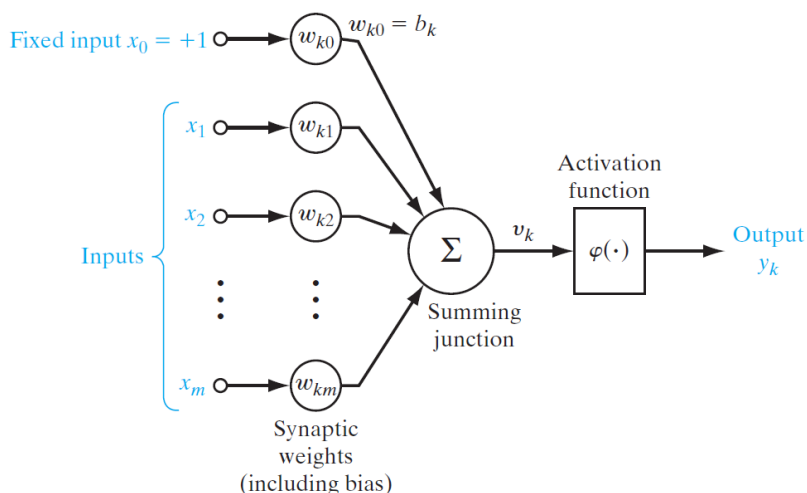 Fixed input x₀ = +1
wₖ₀
wₖ₀ = bₖ
x₁
wₖ₁
x₂
wₖ₂
Inputs
⋮
⋮
xₘ
wₖₘ
Synaptic
weights
(including bias)
Σ
Summing
junction
vₖ
Activation
function
φ(·)
Output
yₖ